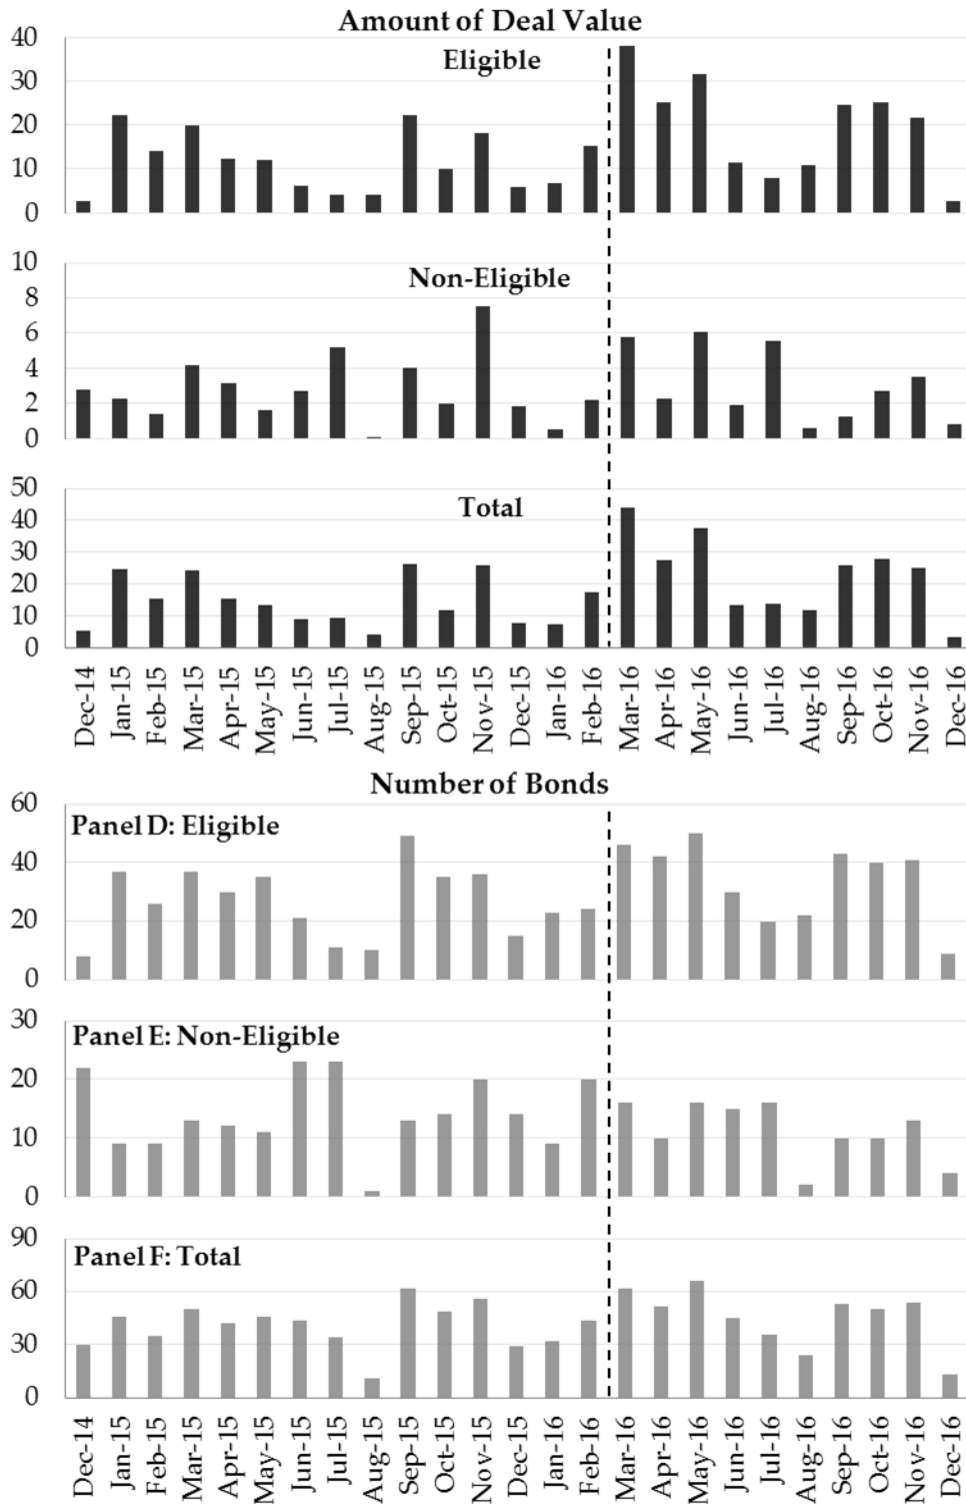 Amount of Deal Value
40
Eligible
30
20
10
0
10
Non-Eligible
8
6
4
2
0
50
Total
40
30
20
10
0
Dec-14 Jan-15 Feb-15 Mar-15 Apr-15 May-15 Jun-15 Jul-15 Aug-15 Sep-15 Oct-15 Nov-15 Dec-15 Jan-16 Feb-16 Mar-16 Apr-16 May-16 Jun-16 Jul-16 Aug-16 Sep-16 Oct-16 Nov-16 Dec-16
Number of Bonds
60
Panel D: Eligible
40
20
0
30
Panel E: Non-Eligible
20
10
0
90
Panel F: Total
60
30
0
Dec-14 Jan-15 Feb-15 Mar-15 Apr-15 May-15 Jun-15 Jul-15 Aug-15 Sep-15 Oct-15 Nov-15 Dec-15 Jan-16 Feb-16 Mar-16 Apr-16 May-16 Jun-16 Jul-16 Aug-16 Sep-16 Oct-16 Nov-16 Dec-16